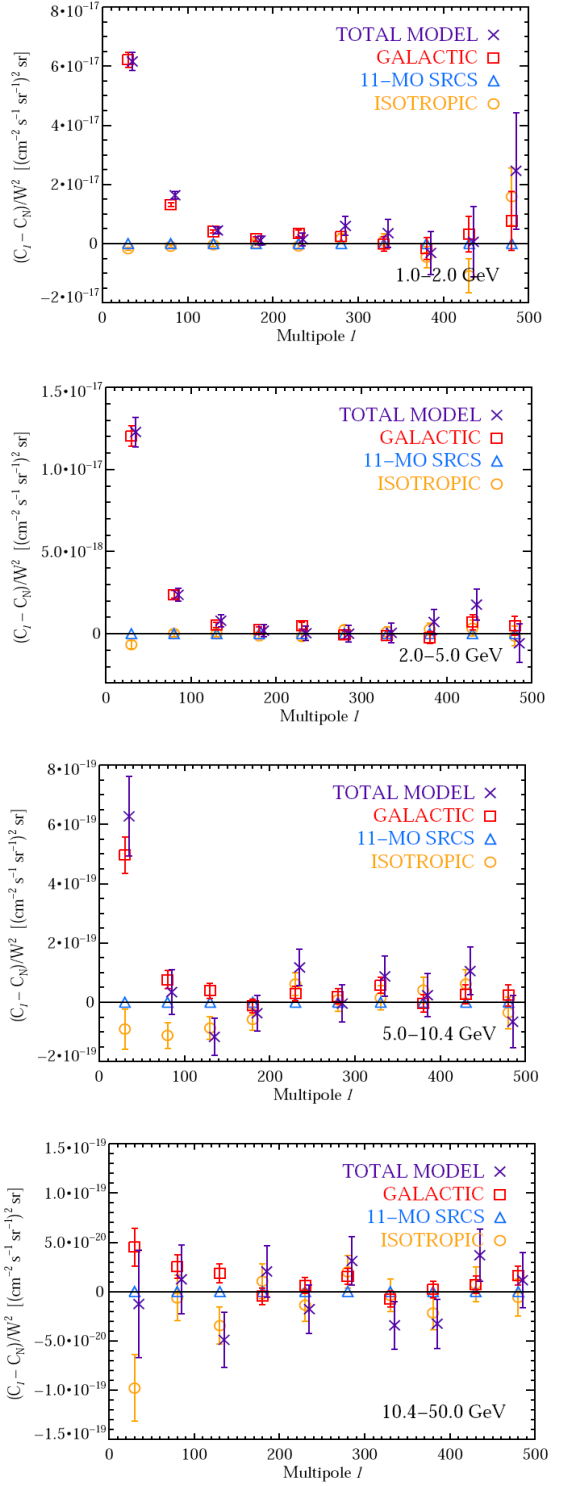 8•10⁻¹⁷
6•10⁻¹⁷
4•10⁻¹⁷
2•10⁻¹⁷
0
−2•10⁻¹⁷
(C_l − C_N)/W² [(cm⁻² s⁻¹ sr⁻¹)² sr]
TOTAL MODEL
GALACTIC
11−MO SRCS
ISOTROPIC
1.0−2.0 GeV
0 100 200 300 400 500
Multipole l
1.5•10⁻¹⁷
1.0•10⁻¹⁷
5.0•10⁻¹⁸
0
(C_l − C_N)/W² [(cm⁻² s⁻¹ sr⁻¹)² sr]
TOTAL MODEL
GALACTIC
11−MO SRCS
ISOTROPIC
2.0−5.0 GeV
0 100 200 300 400 500
Multipole l
8•10⁻¹⁹
6•10⁻¹⁹
4•10⁻¹⁹
2•10⁻¹⁹
0
−2•10⁻¹⁹
(C_l − C_N)/W² [(cm⁻² s⁻¹ sr⁻¹)² sr]
TOTAL MODEL
GALACTIC
11−MO SRCS
ISOTROPIC
5.0−10.4 GeV
0 100 200 300 400 500
Multipole l
1.5•10⁻¹⁹
1.0•10⁻¹⁹
5.0•10⁻²⁰
0
−5.0•10⁻²⁰
−1.0•10⁻¹⁹
−1.5•10⁻¹⁹
(C_l − C_N)/W² [(cm⁻² s⁻¹ sr⁻¹)² sr]
TOTAL MODEL
GALACTIC
11−MO SRCS
ISOTROPIC
10.4−50.0 GeV
0 100 200 300 400 500
Multipole l